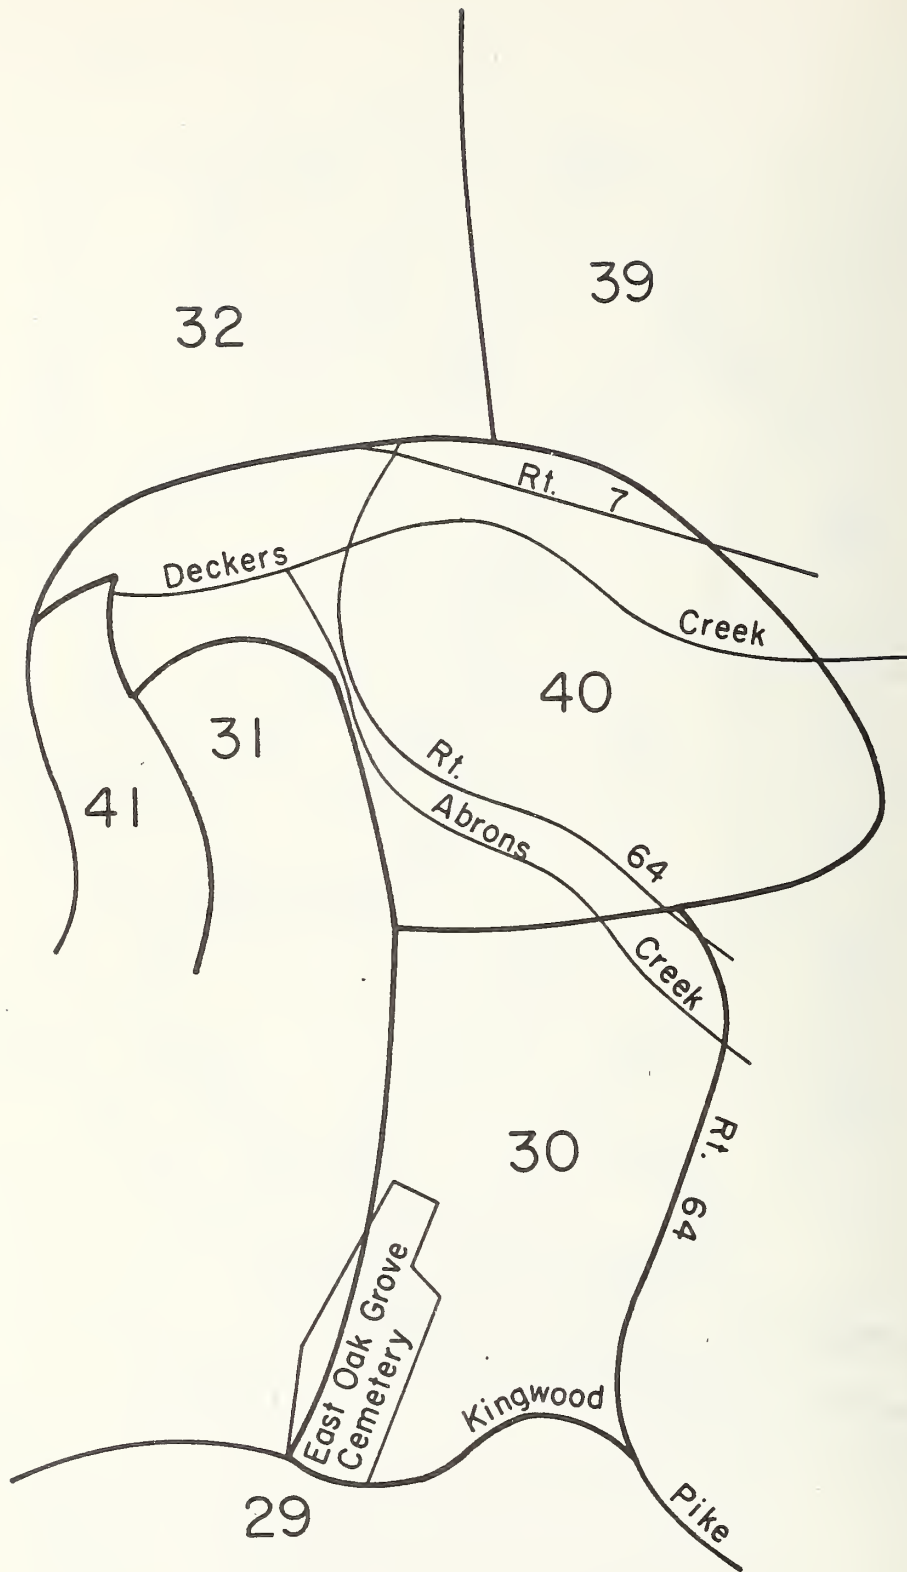 39
32
Rt. 7
Deckers
Creek
40
31
Rt.
41
Abrons
64
Creek
30
Rt. 64
East Oak Grove
Cemetery
Kingwood
Pike
29